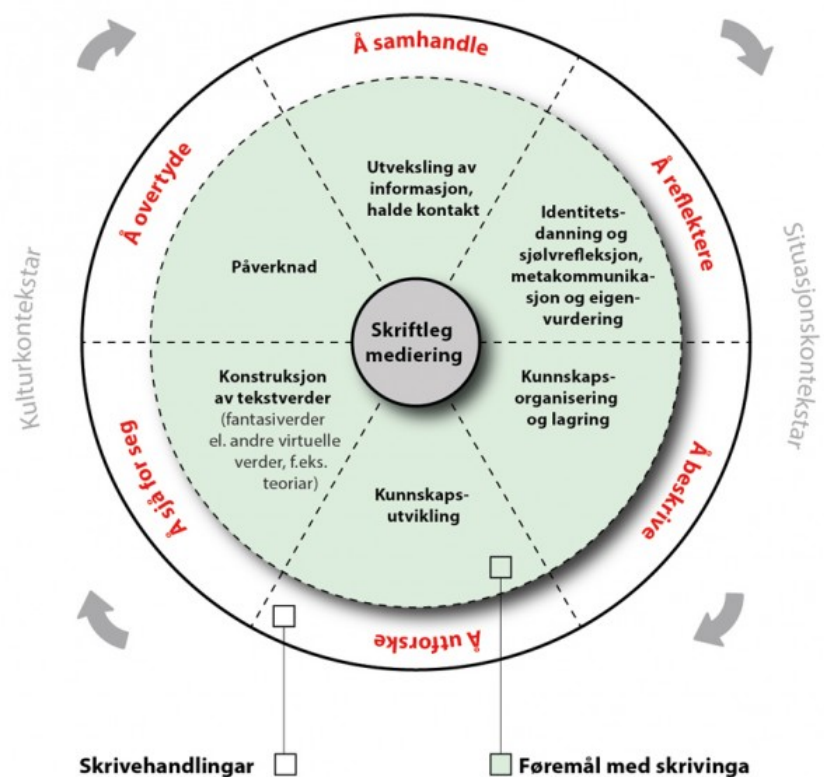 Å samhandle
Å reflektere
Å beskrive
Å utforske
Å sjå for seg
Å overtyde
Kulturkontekstar
Situasjonskontekstar
Utveksling av
informasjon,
halde kontakt
Identitets-
danning og
sjølvrefleksjon,
metakommunika-
sjon og eigen-
vurdering
Påverknad
Skriftleg
mediering
Konstruksjon
av tekstverder
(fantasiverder
el. andre virtuelle
verder, f.eks.
teoriar)
Kunnskaps-
organisering
og lagring
Kunnskaps-
utvikling
Skrivehandlingar
Føremål med skrivinga